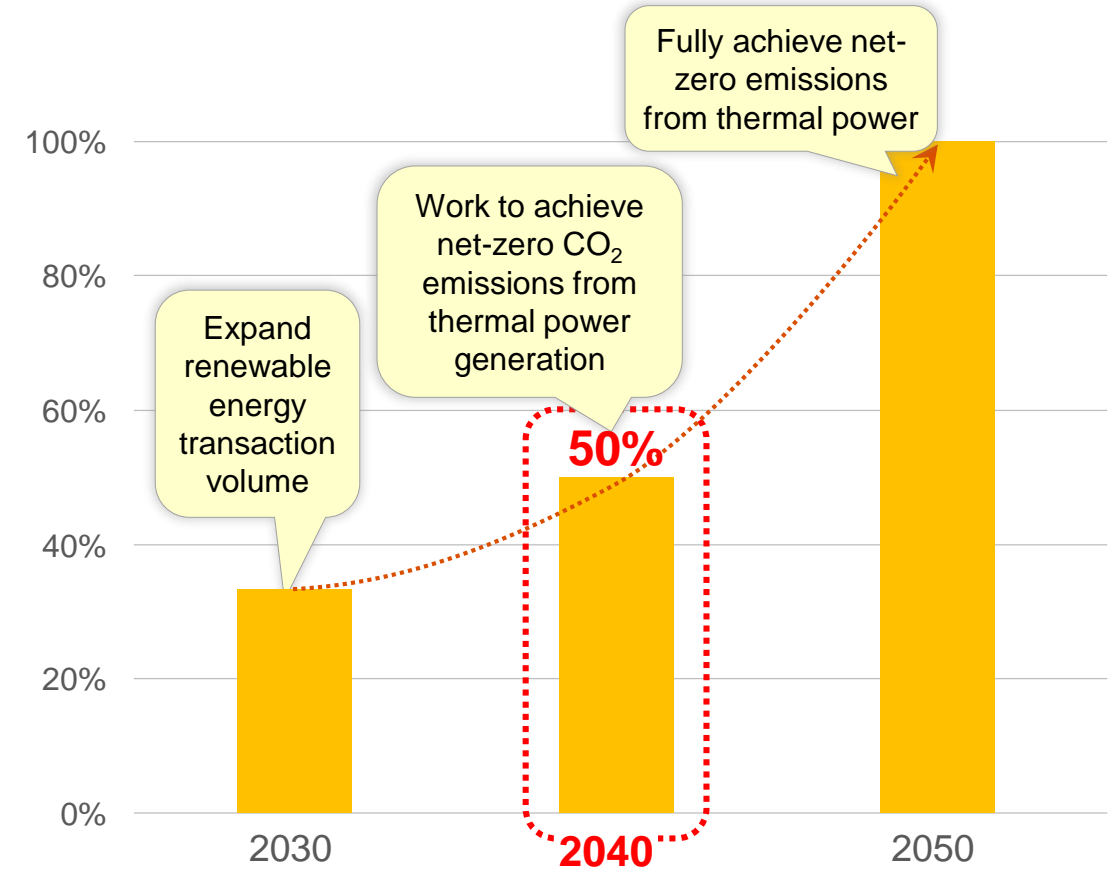 Fully achieve net-
zero emissions
from thermal power
Work to achieve
net-zero CO₂
emissions from
thermal power
generation
Expand
renewable
energy
transaction
volume
100%
80%
60%
40%
20%
0%
50%
2030
2040
2050